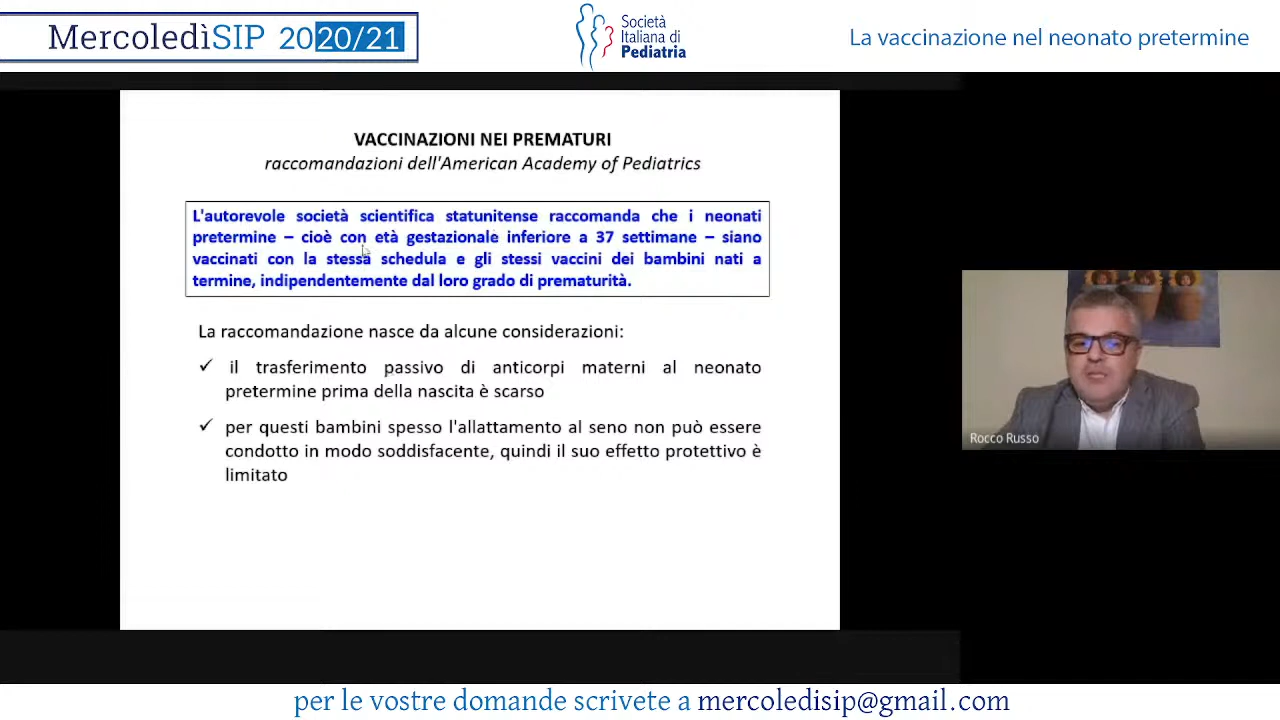 MercoledìSIP 2020/21
Società
Italiana di
Pediatria
La vaccinazione nel neonato pretermine
VACCINAZIONI NEI PREMATURI
raccomandazioni dell'American Academy of Pediatrics
L'autorevole società scientifica statunitense raccomanda che i neonati
pretermine – cioè con età gestazionale inferiore a 37 settimane – siano
vaccinati con la stessa schedula e gli stessi vaccini dei bambini nati a
termine, indipendentemente dal loro grado di prematurità.
La raccomandazione nasce da alcune considerazioni:
✓ il trasferimento passivo di anticorpi materni al neonato
pretermine prima della nascita è scarso
✓ per questi bambini spesso l'allattamento al seno non può essere
condotto in modo soddisfacente, quindi il suo effetto protettivo è
limitato
Rocco Russo
per le vostre domande scrivete a mercoledisip@gmail.com